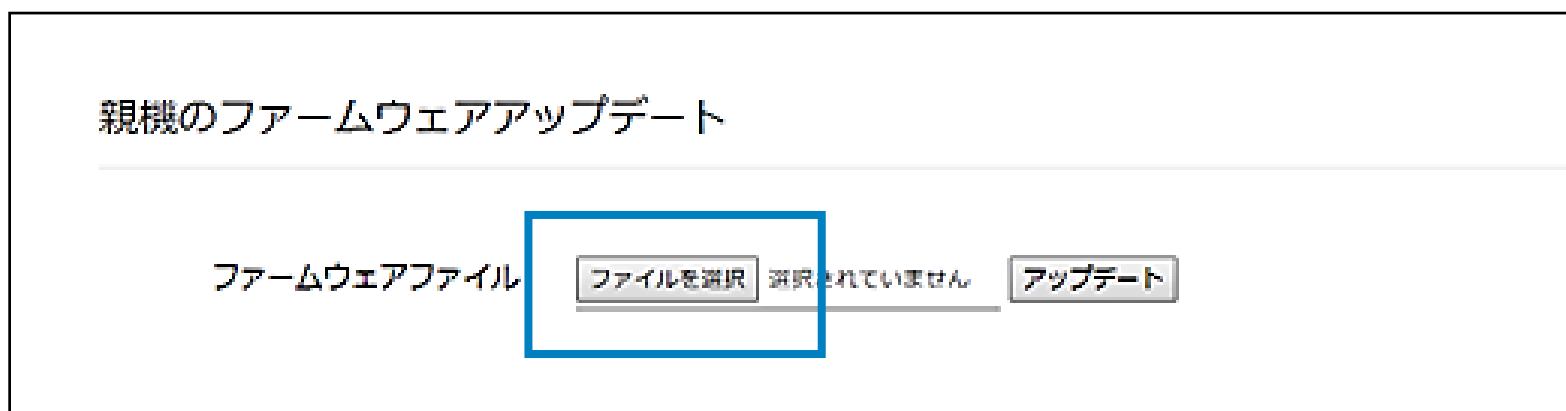 親機のファームウェアアップデート
ファームウェアファイル ファイルを選択 選択されていません アップデート